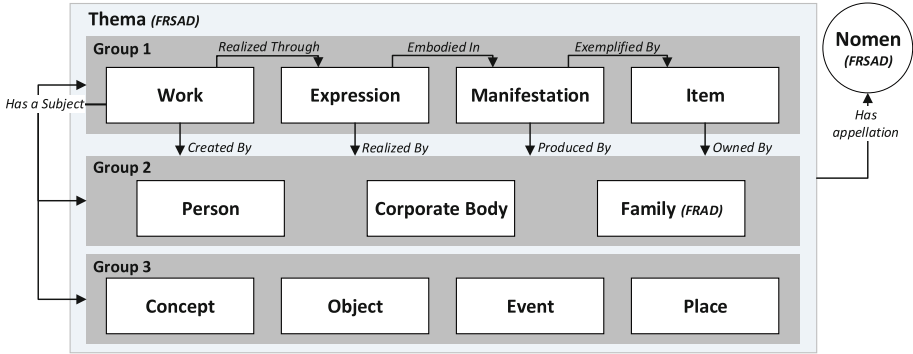 Thema (FRSAD)
Group 1
Realized Through
Embodied In
Exemplified By
Work
Expression
Manifestation
Item
Has a Subject
Created By
Realized By
Produced By
Owned By
Group 2
Person
Corporate Body
Family (FRAD)
Group 3
Concept
Object
Event
Place
Nomen
(FRSAD)
Has
appellation